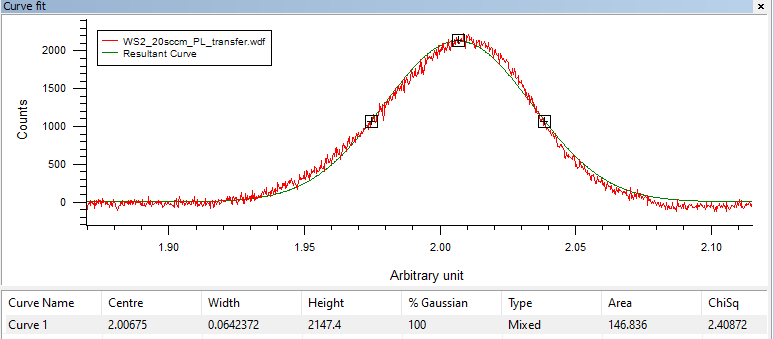 Curve fit
WS2_20sccm_PL_transfer.wdf
Resultant Curve
2000
1500
1000
500
0
Counts
1.90 1.95 2.00 2.05 2.10
Arbitrary unit
Curve Name Centre Width Height % Gaussian Type Area ChiSq
Curve 1 2.00675 0.0642372 2147.4 100 Mixed 146.836 2.40872